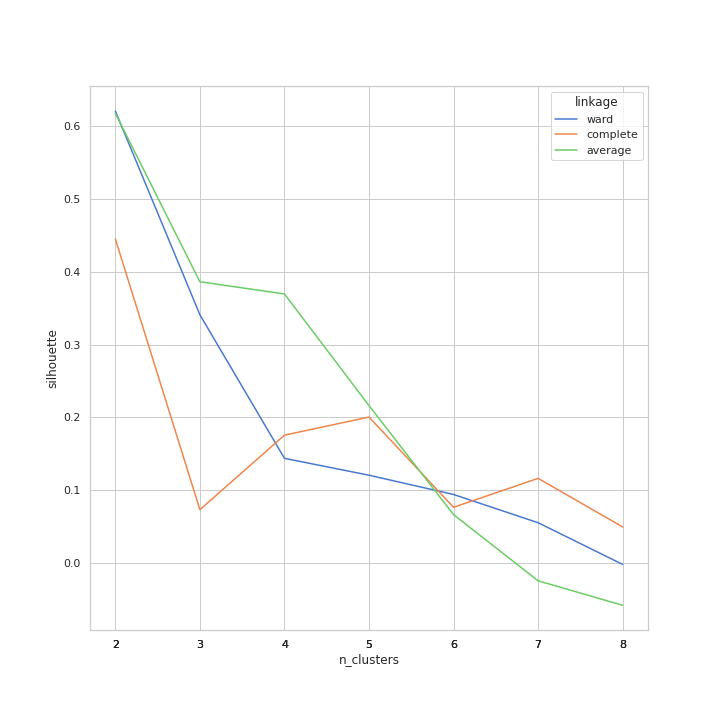 linkage
ward
complete
average
0.6
0.5
0.4
0.3
0.2
0.1
0.0
silhouette
2 3 4 5 6 7 8
n_clusters